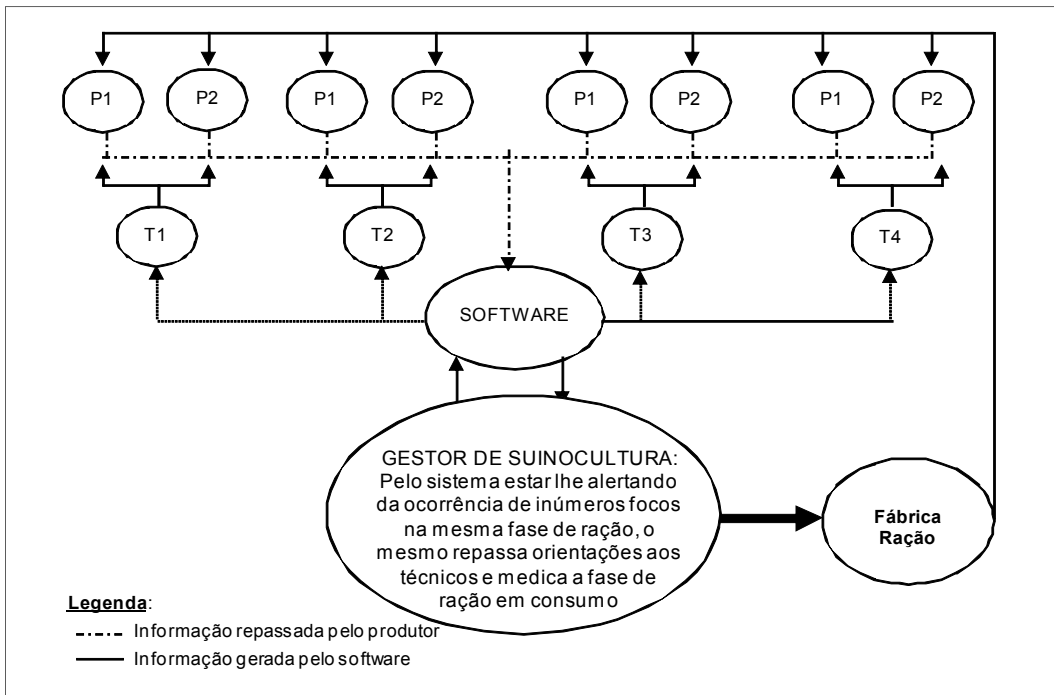 P1 P2 P1 P2 P1 P2 P1 P2
T1 T2 T3 T4
SOFTWARE
GESTOR DE SUINOCULTURA:
Pelo sistema estar lhe alertando
da ocorrência de inúmeros focos
na mesma fase de ração, o
mesmo repassa orientações aos
técnicos e medica a fase de
ração em consumo
Fábrica
Ração
Legenda:
Informação repassada pelo produtor
Informação gerada pelo software